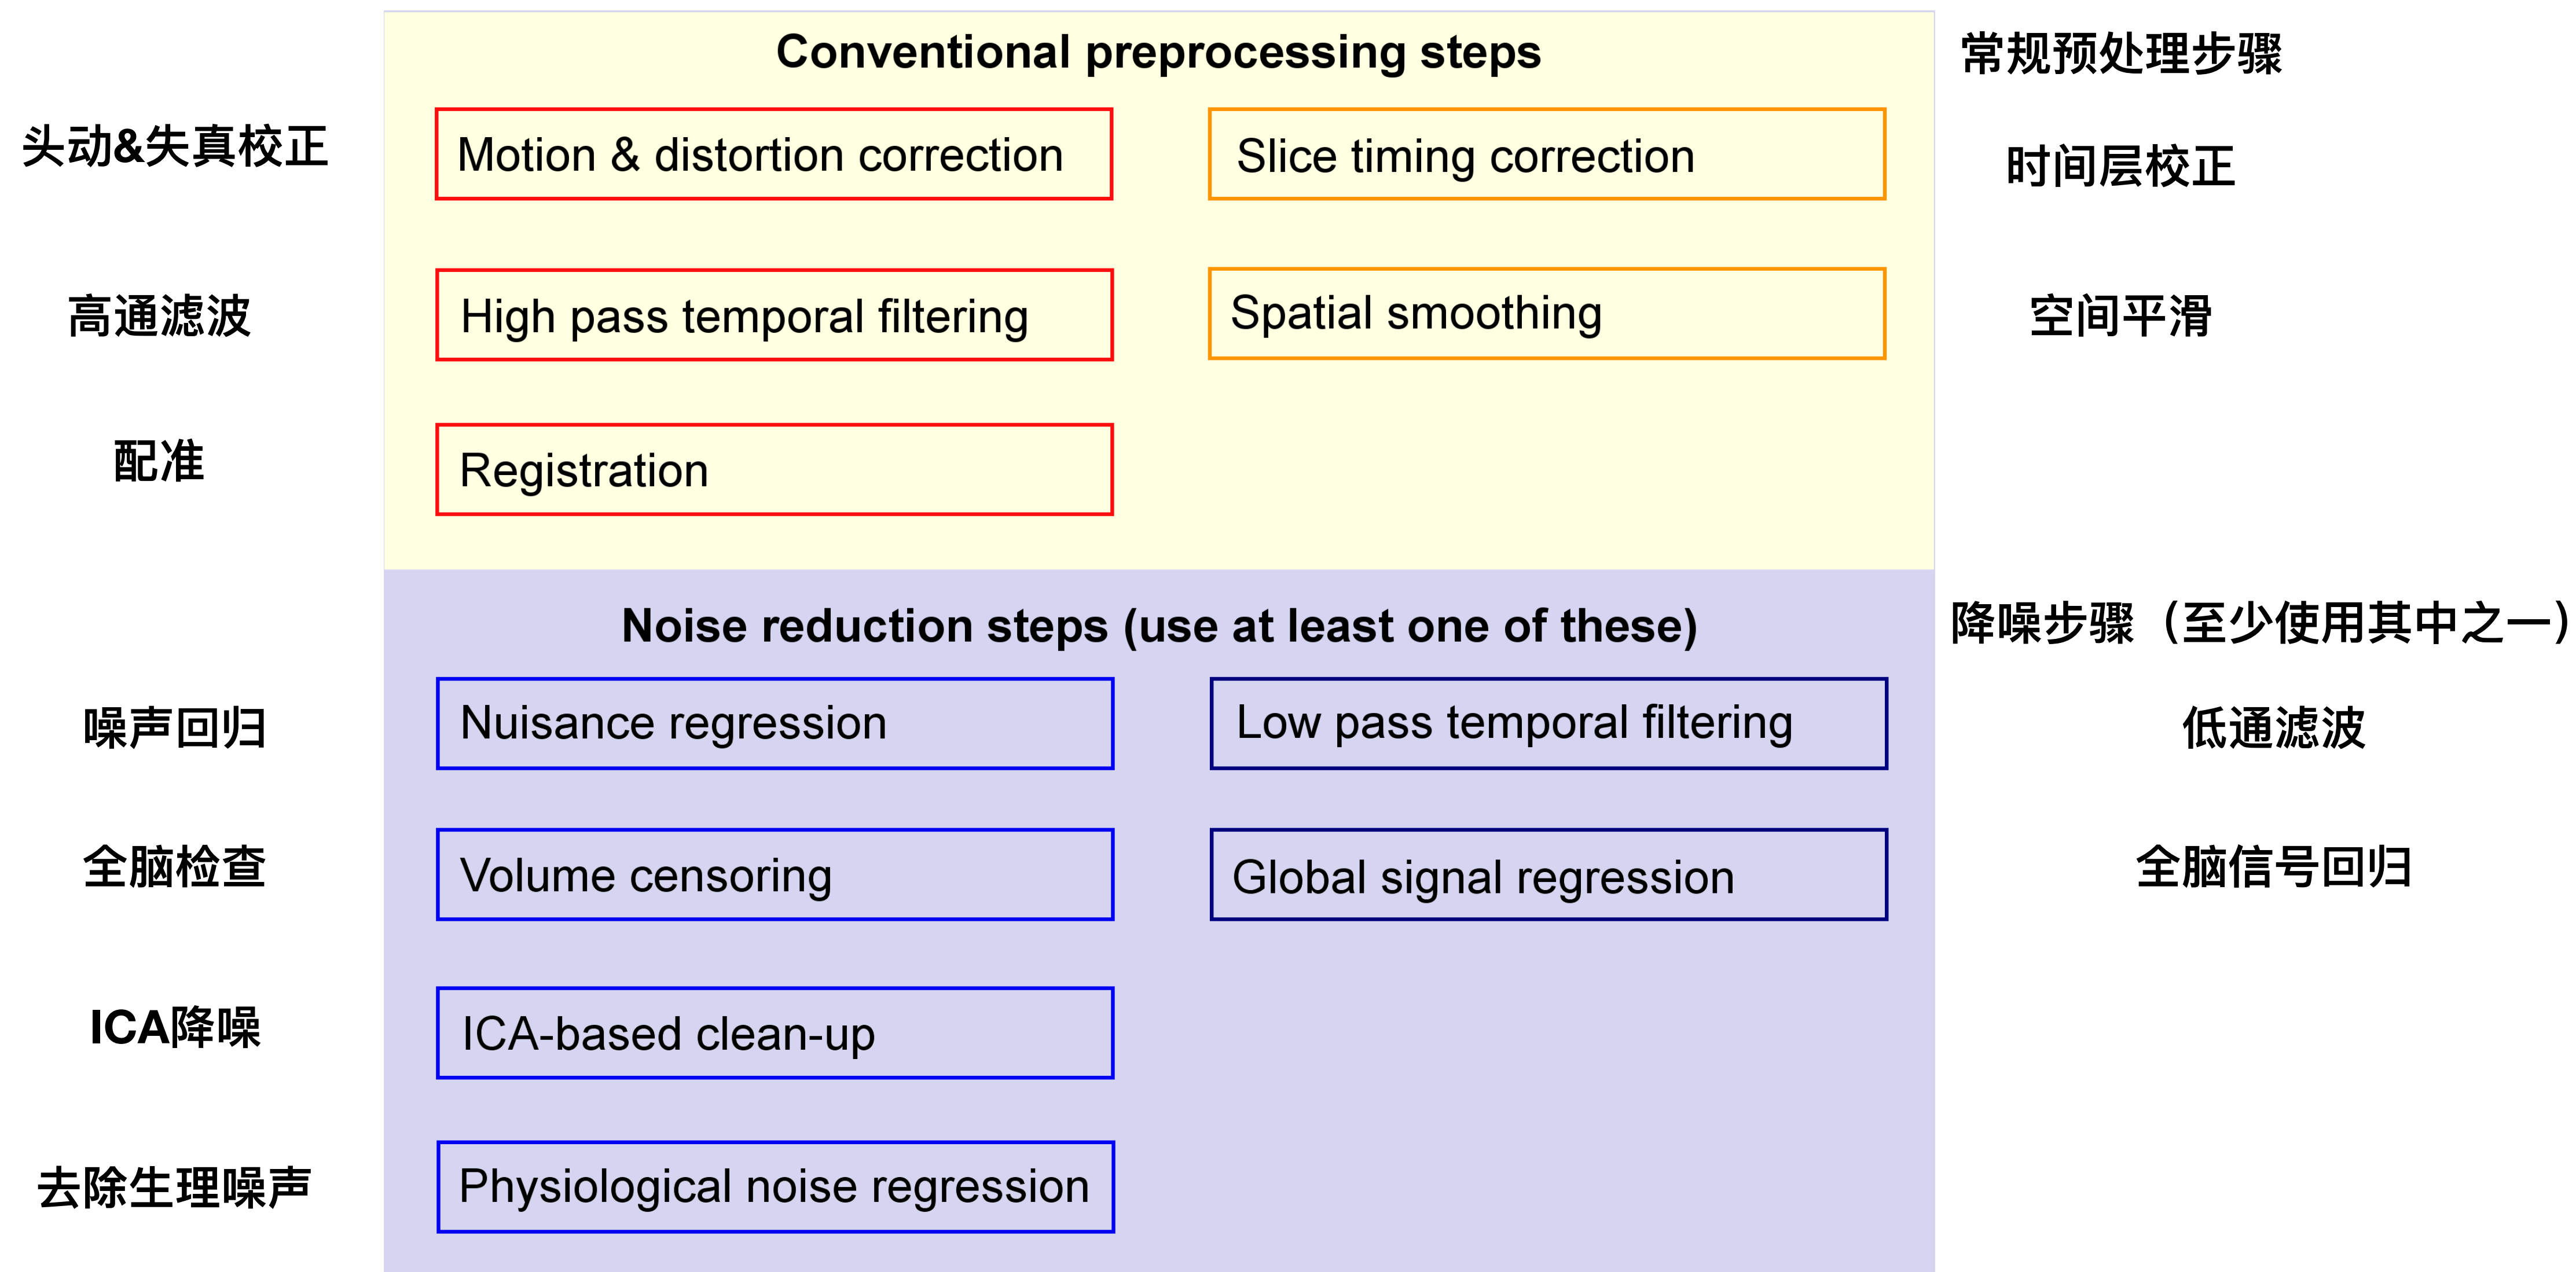 Conventional preprocessing steps
常规预处理步骤
头动&失真校正
Motion & distortion correction
Slice timing correction
时间层校正
高通滤波
High pass temporal filtering
Spatial smoothing
空间平滑
配准
Registration
Noise reduction steps (use at least one of these)
降噪步骤（至少使用其中之一）
噪声回归
Nuisance regression
Low pass temporal filtering
低通滤波
全脑检查
Volume censoring
Global signal regression
全脑信号回归
ICA降噪
ICA-based clean-up
去除生理噪声
Physiological noise regression